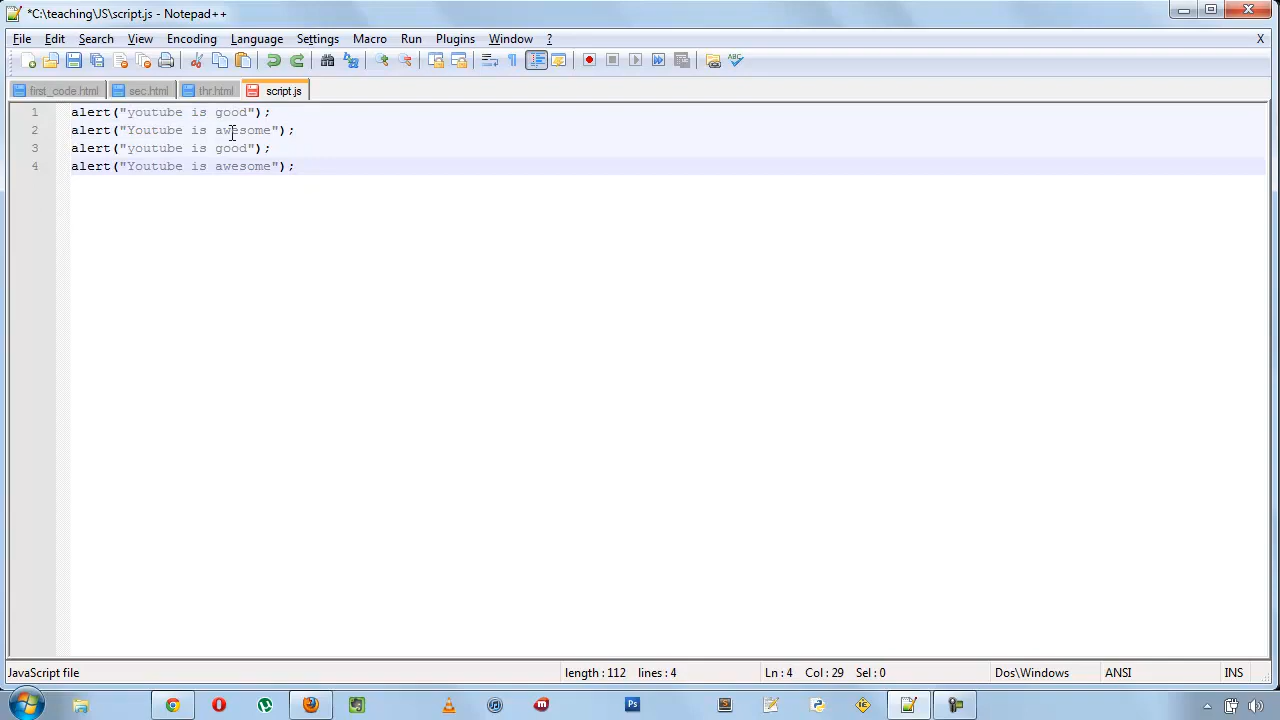 *C:\teaching\JS\script.js - Notepad++
File Edit Search View Encoding Language Settings Macro Run Plugins Window ? X
first_code.html sec.html thr.html script.js
1 alert("youtube is good");
2 alert("Youtube is awesome");
3 alert("youtube is good");
4 alert("Youtube is awesome");
JavaScript file length : 112 lines : 4 Ln : 4 Col : 29 Sel : 0 Dos\Windows ANSI INS
Ps